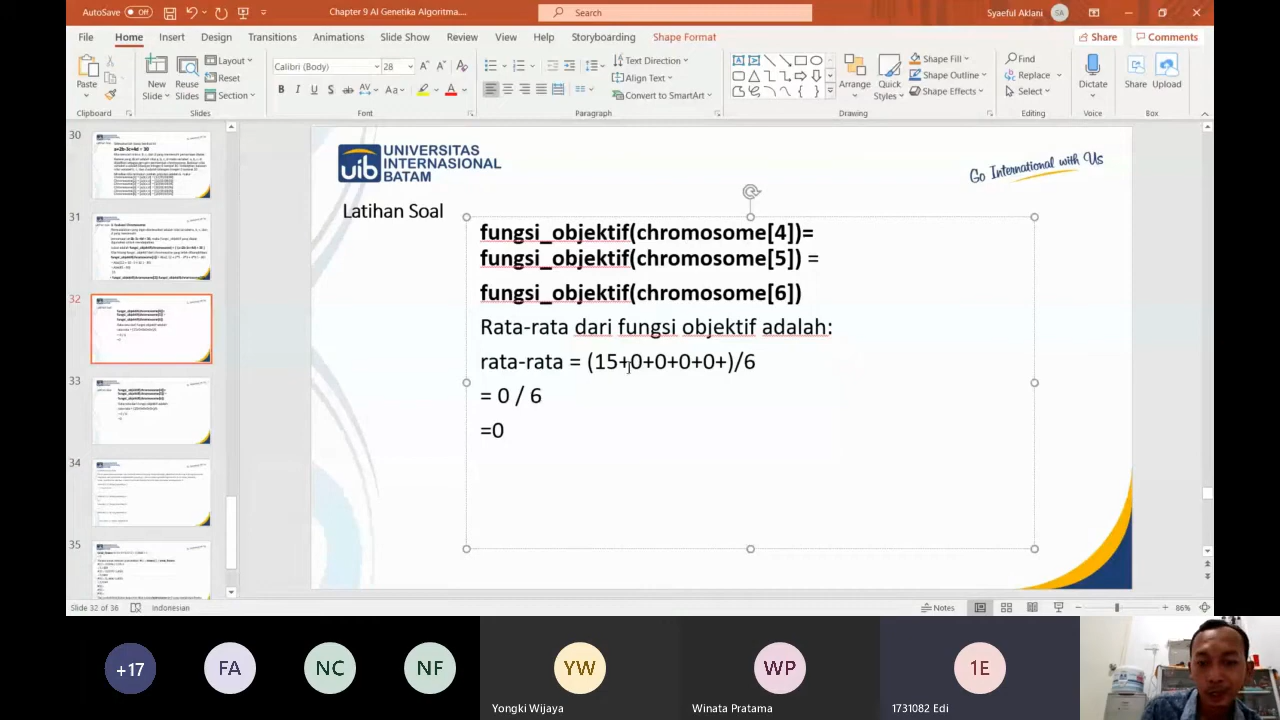 AutoSave Off Chapter 9 AI Genetika Algoritma.... Search Syaeful Aklani SA
File Home Insert Design Transitions Animations Slide Show Review View Help Storyboarding Shape Format Share Comments
Paste New Slide Reuse Slides Layout Reset Section Calibri (Body) 28 Text Direction Align Text Convert to SmartArt Arrange Quick Styles Shape Fill Shape Outline Shape Effects Find Replace Select Dictate Share Upload
Clipboard Slides Font Paragraph Drawing Editing Voice Box
30
31
32
33
34
35
uib UNIVERSITAS
INTERNASIONAL
BATAM
Go International with Us
Latihan Soal
fungsi_objektif(chromosome[4])=
fungsi_objektif(chromosome[5]) =
fungsi_objektif(chromosome[6])
Rata-rata dari fungsi objektif adalah:
rata-rata = (15+0+0+0+0+)/6
= 0 / 6
=0
Slide 32 of 36 Indonesian Notes 86%
+17 FA NC NF YW WP 1E
Yongki Wijaya Winata Pratama 1731082 Edi